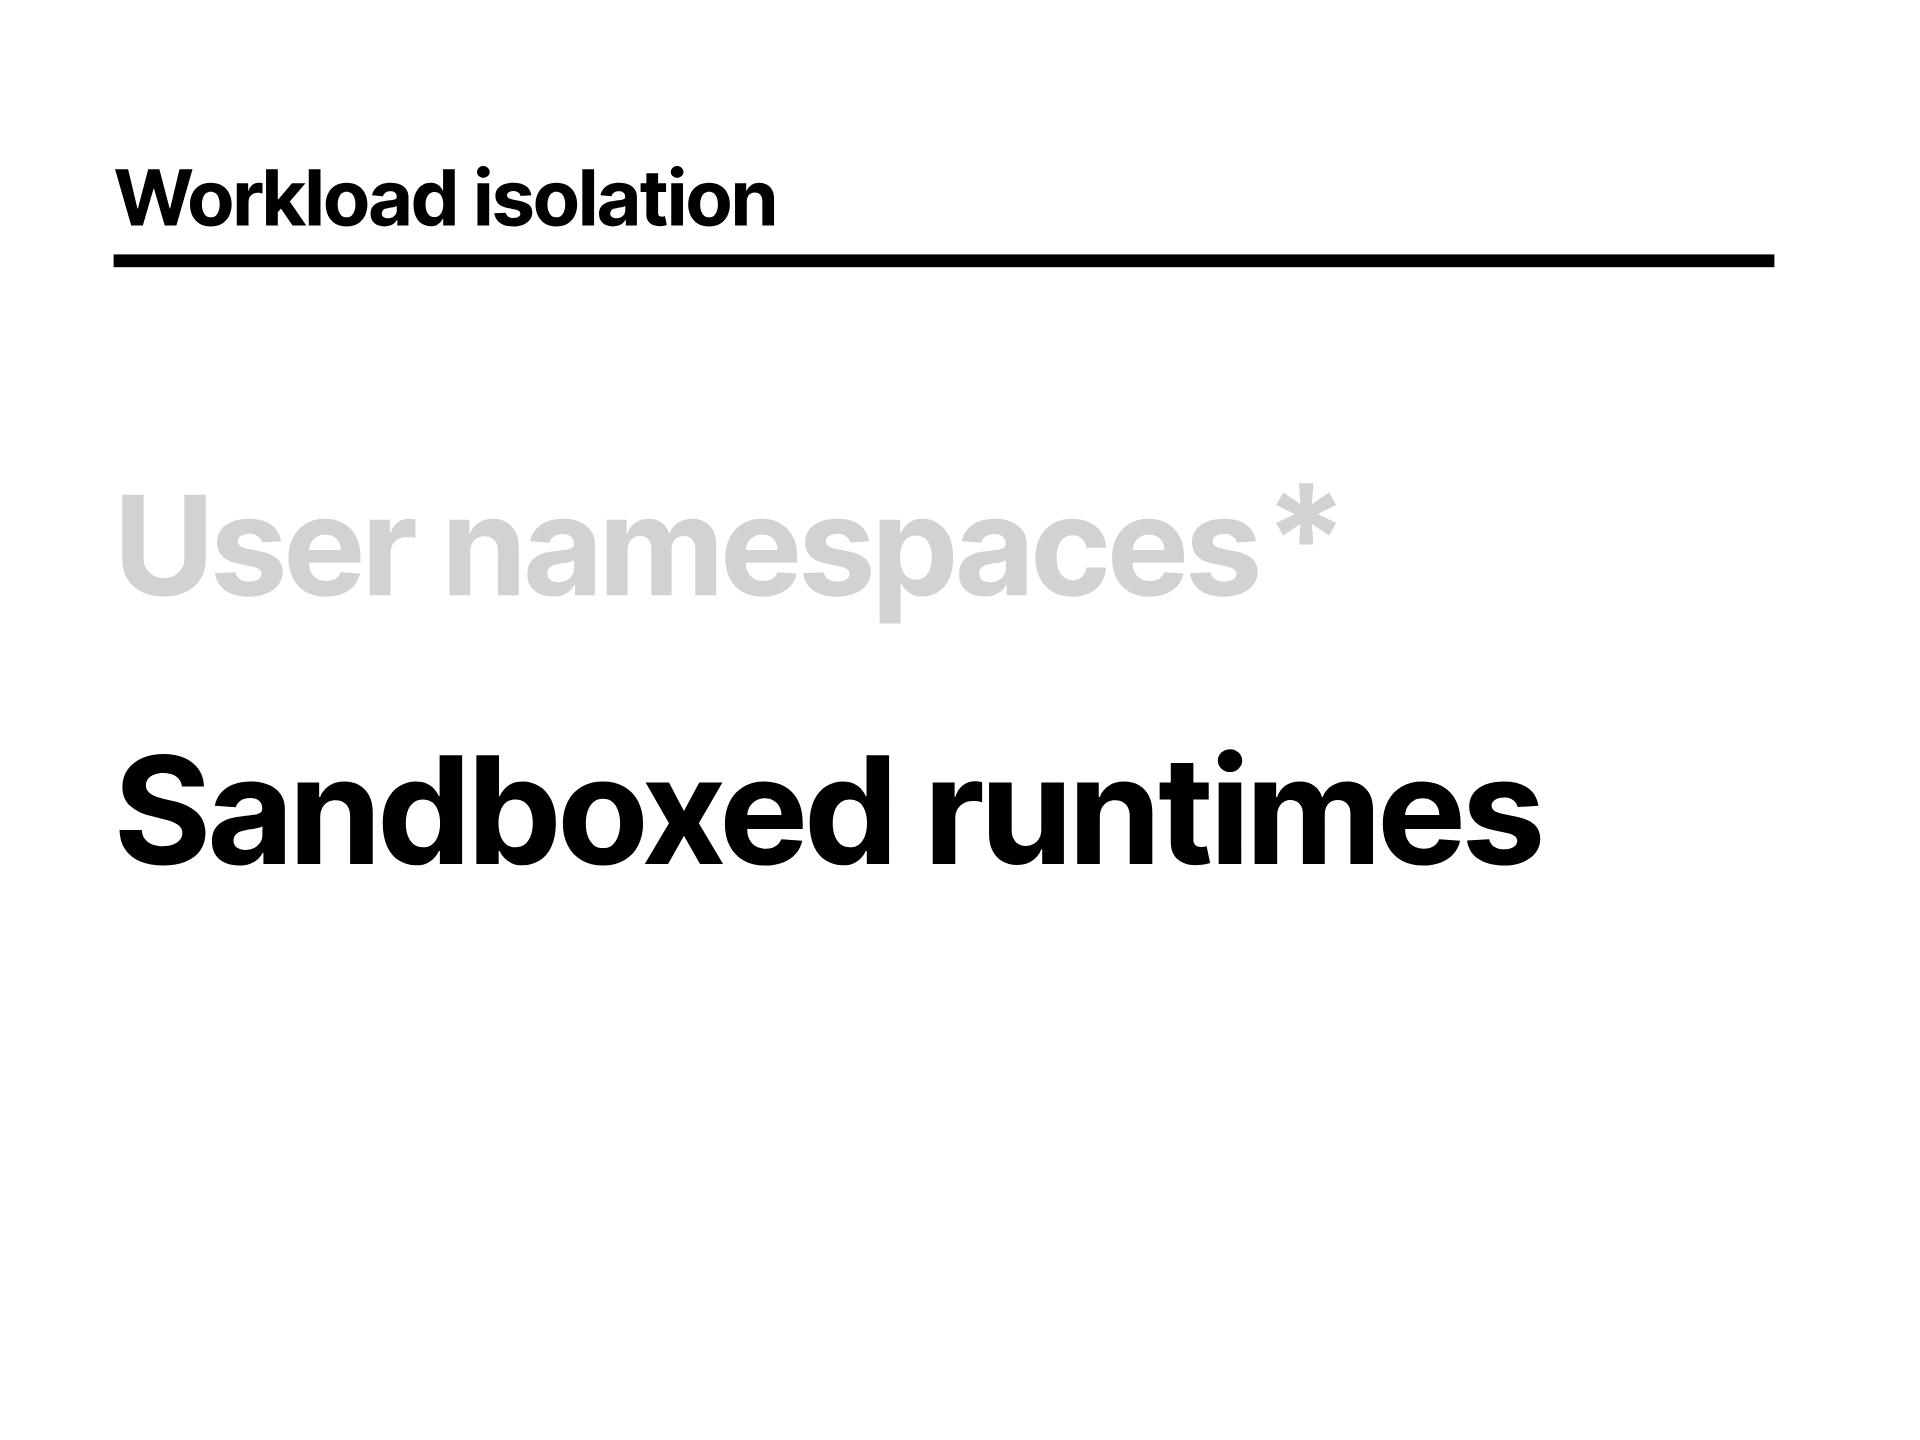 Workload isolation
User namespaces*
Sandboxed runtimes